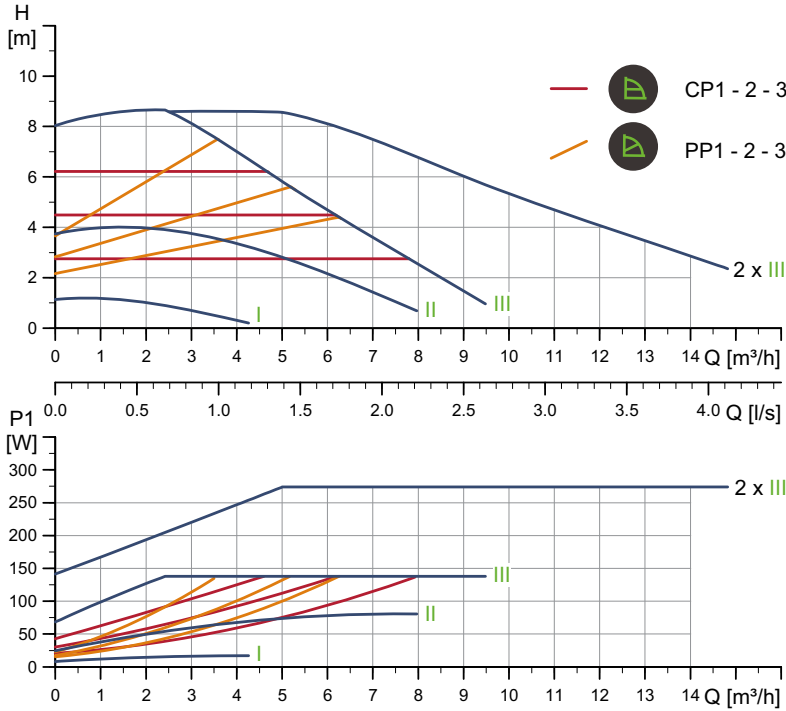 H
[m]
10
8
6
4
2
0
CP1 - 2 - 3
PP1 - 2 - 3
2 x III
III
II
I
0 1 2 3 4 5 6 7 8 9 10 11 12 13 14 Q [m³/h]
0.0 0.5 1.0 1.5 2.0 2.5 3.0 3.5 4.0 Q [l/s]
P1
[W]
300
250
200
150
100
50
0
2 x III
III
II
I
0 1 2 3 4 5 6 7 8 9 10 11 12 13 14 Q [m³/h]